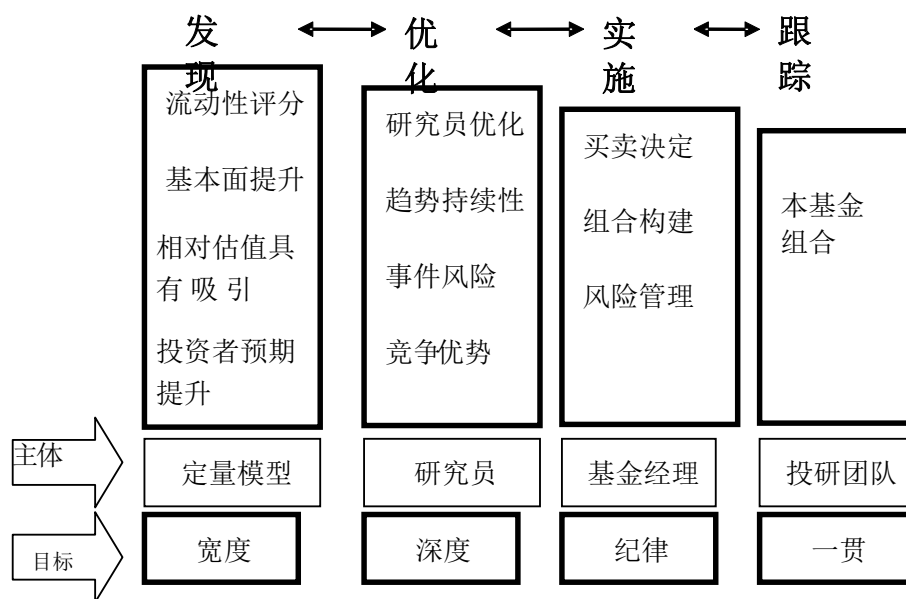 发 现
优 化
实 施
跟 踪
流动性评分
基本面提升
相对估值具
有 吸 引
投资者预期
提升
研究员优化
趋势持续性
事件风险
竞争优势
买卖决定
组合构建
风险管理
本基金
组合
主体
定量模型
研究员
基金经理
投研团队
目标
宽度
深度
纪律
一贯